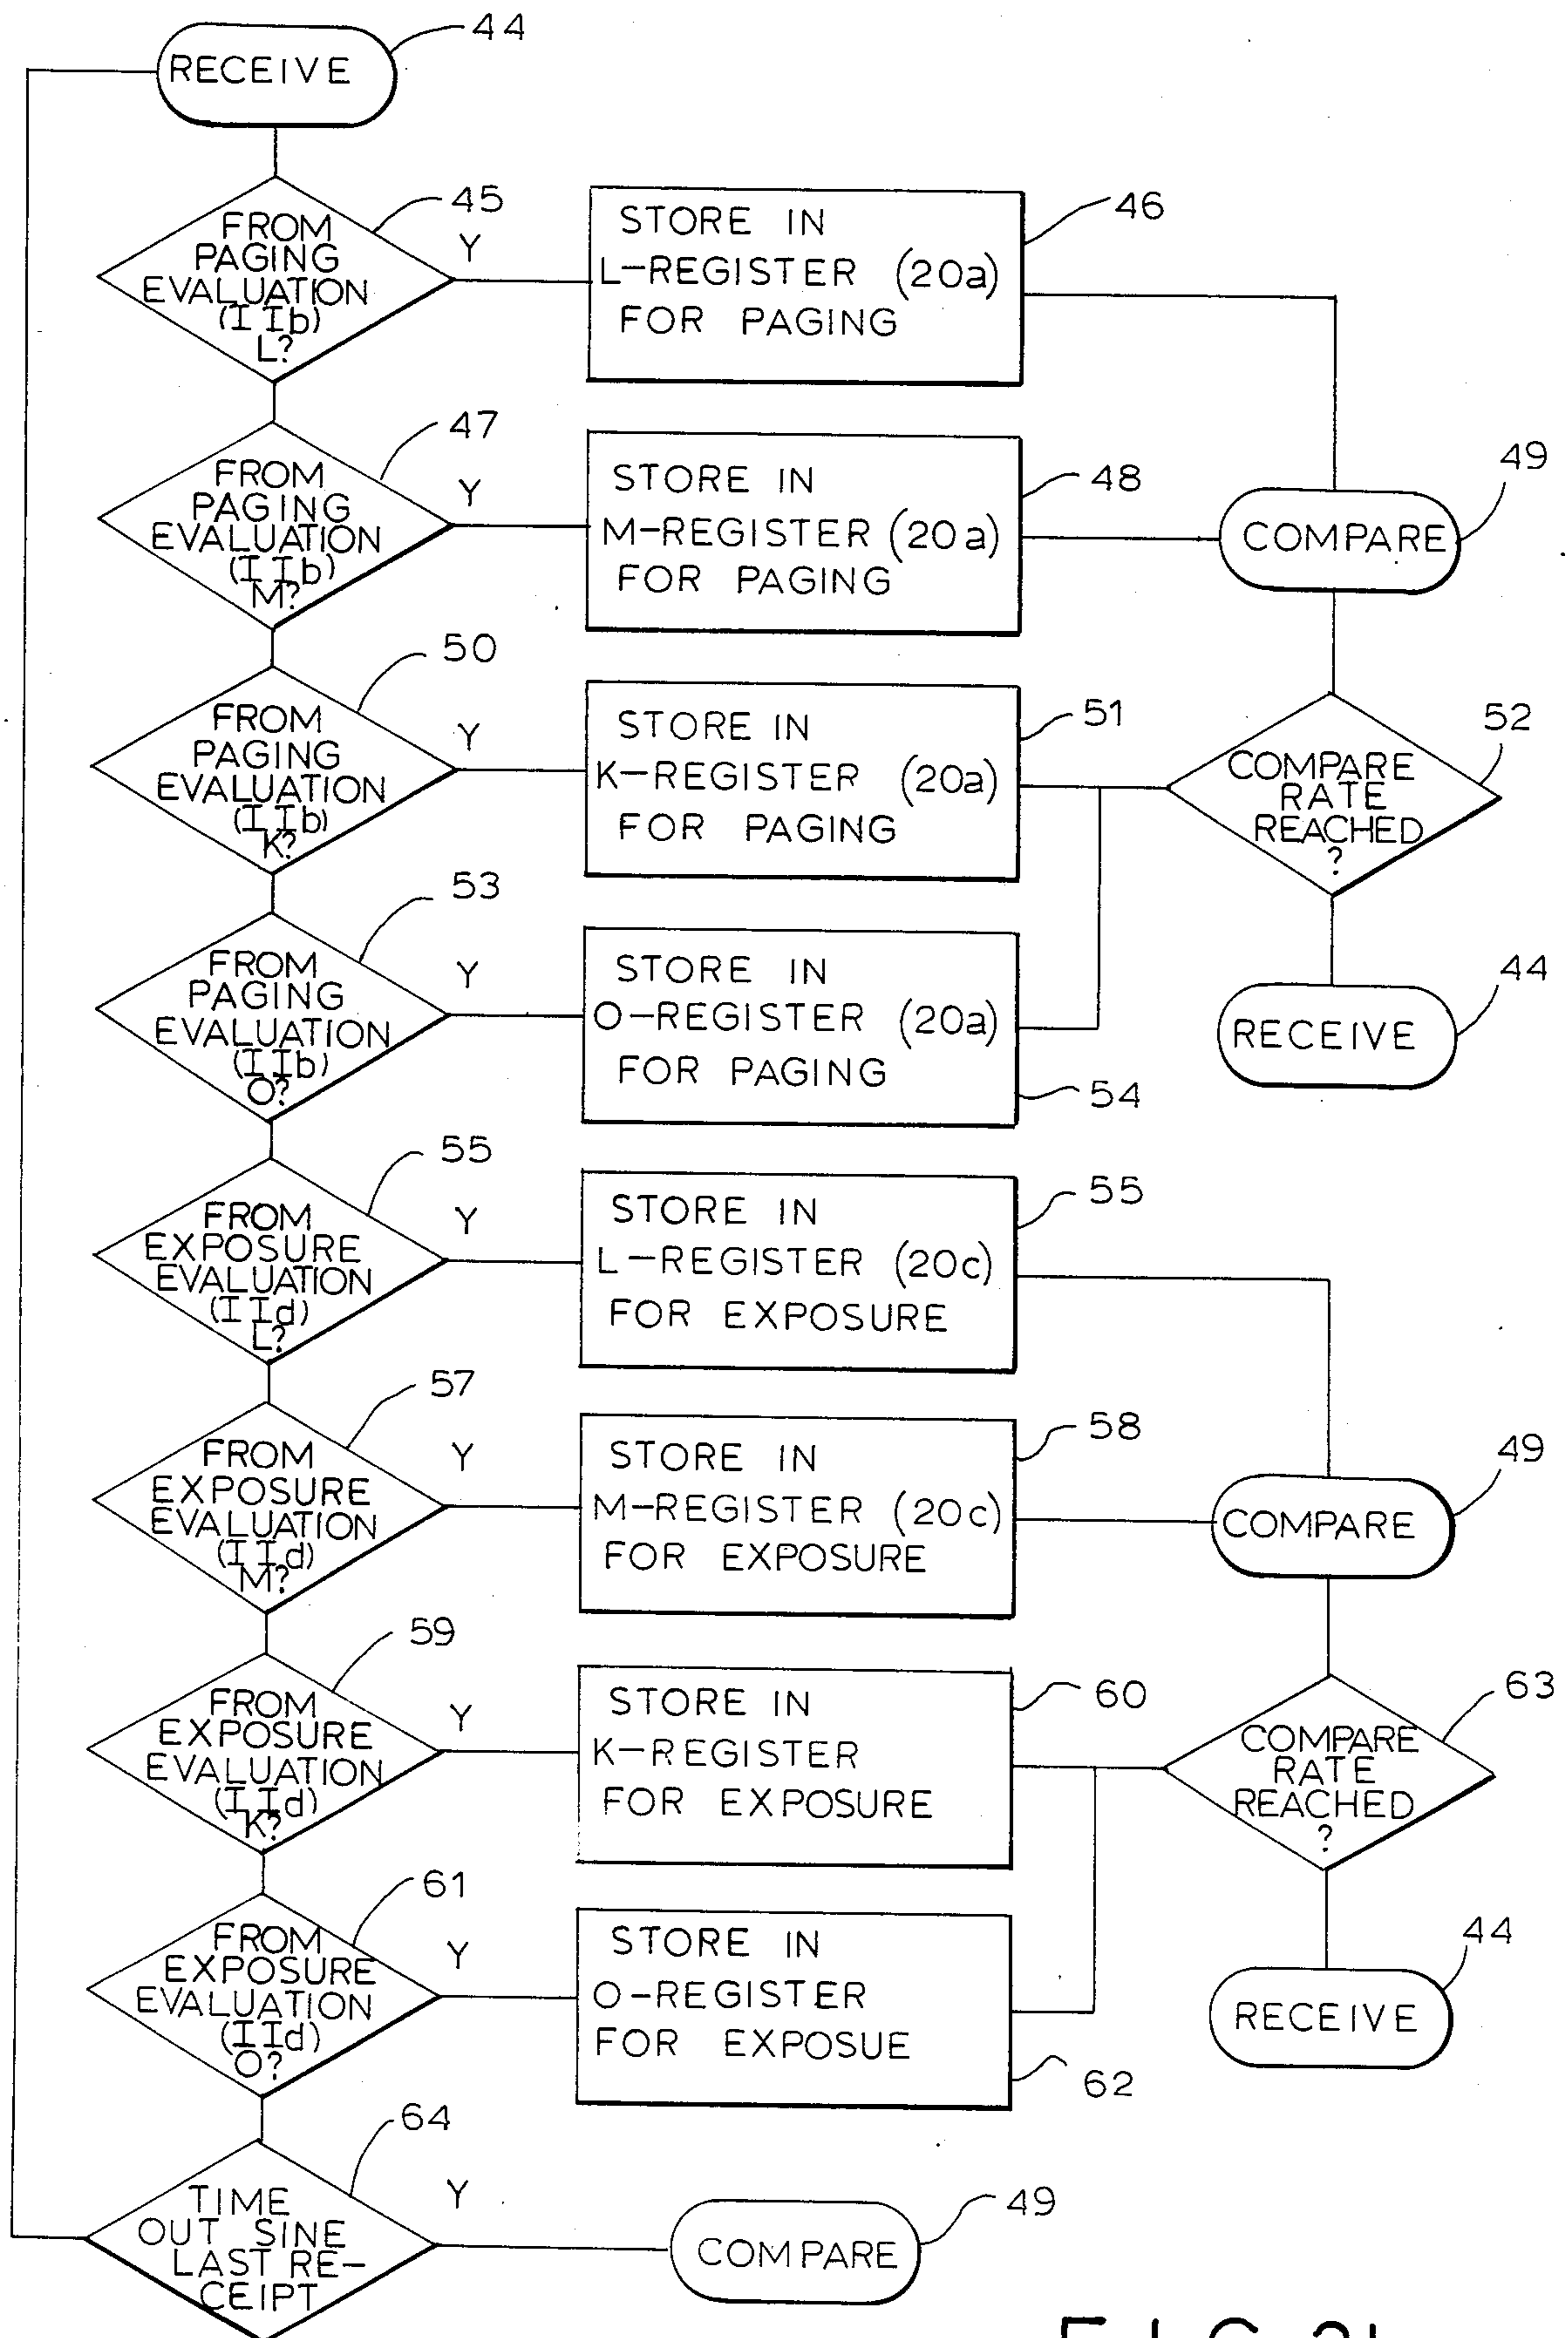 44
RECEIVE
45
FROM
PAGING
EVALUATION
(IIb)
L?
Y
STORE IN
L-REGISTER (20a)
FOR PAGING
46
47
FROM
PAGING
EVALUATION
(IIb)
M?
Y
STORE IN
M-REGISTER (20a)
FOR PAGING
48
49
COMPARE
50
FROM
PAGING
EVALUATION
(IIb)
K?
Y
STORE IN
K-REGISTER (20a)
FOR PAGING
51
52
COMPARE
RATE
REACHED
?
53
FROM
PAGING
EVALUATION
(IIb)
O?
Y
STORE IN
O-REGISTER (20a)
FOR PAGING
54
44
RECEIVE
55
FROM
EXPOSURE
EVALUATION
(IId)
L?
Y
STORE IN
L-REGISTER (20c)
FOR EXPOSURE
55
57
FROM
EXPOSURE
EVALUATION
(IId)
M?
Y
STORE IN
M-REGISTER (20c)
FOR EXPOSURE
58
49
COMPARE
59
FROM
EXPOSURE
EVALUATION
(IId)
K?
Y
STORE IN
K-REGISTER
FOR EXPOSURE
60
63
COMPARE
RATE
REACHED
?
61
FROM
EXPOSURE
EVALUATION
(IId)
O?
Y
STORE IN
O-REGISTER
FOR EXPOSUE
62
44
RECEIVE
64
TIME
OUT SINE
LAST RE-
CEIPT
Y
COMPARE
49